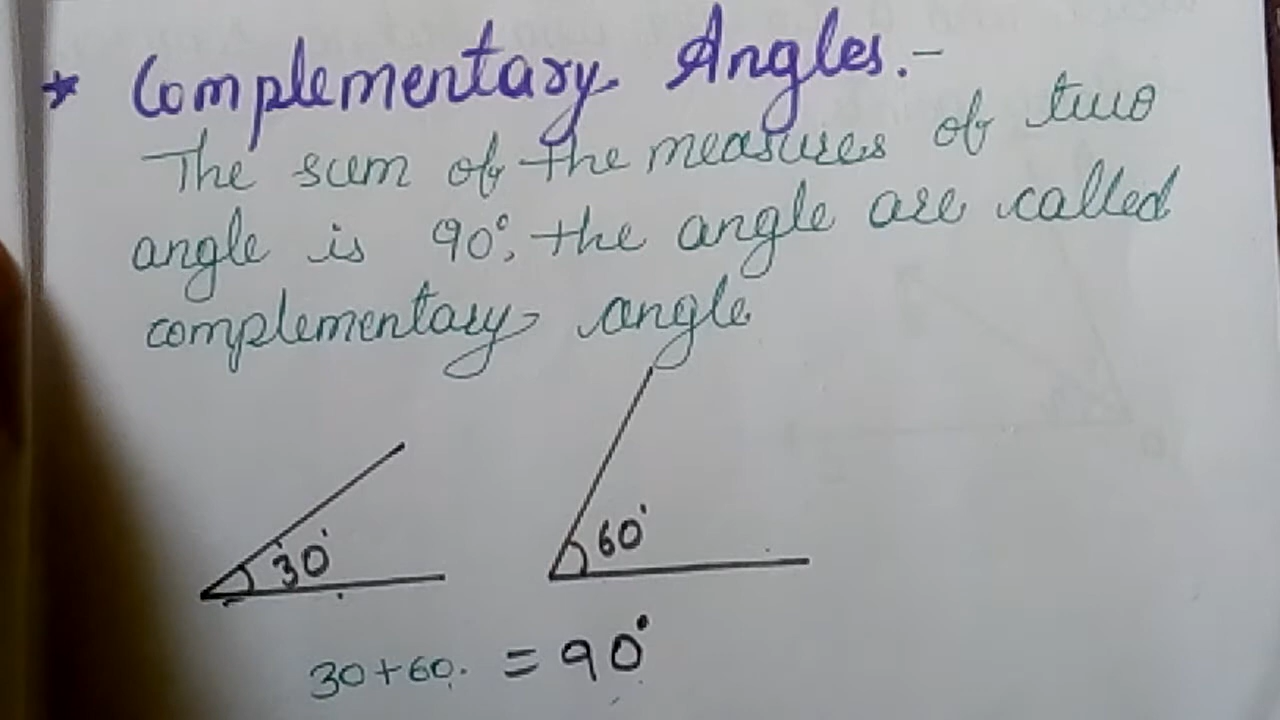 * Complementary Angles.-
The sum of the measures of two
angle is 90°, the angle are called
complementary angle
30°
60°
30+60. = 90°